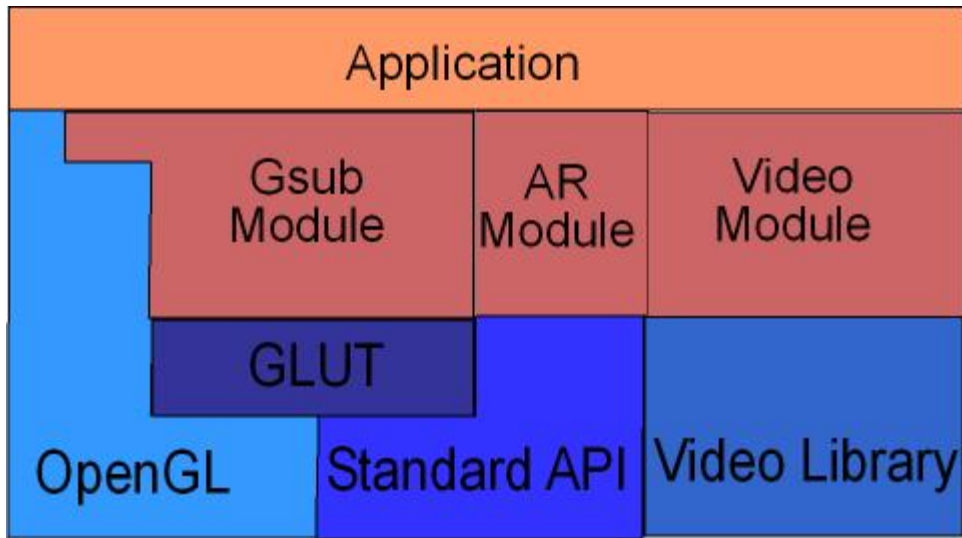 Application
Gsub
Module
AR
Module
Video
Module
GLUT
OpenGL
Standard API
Video Library